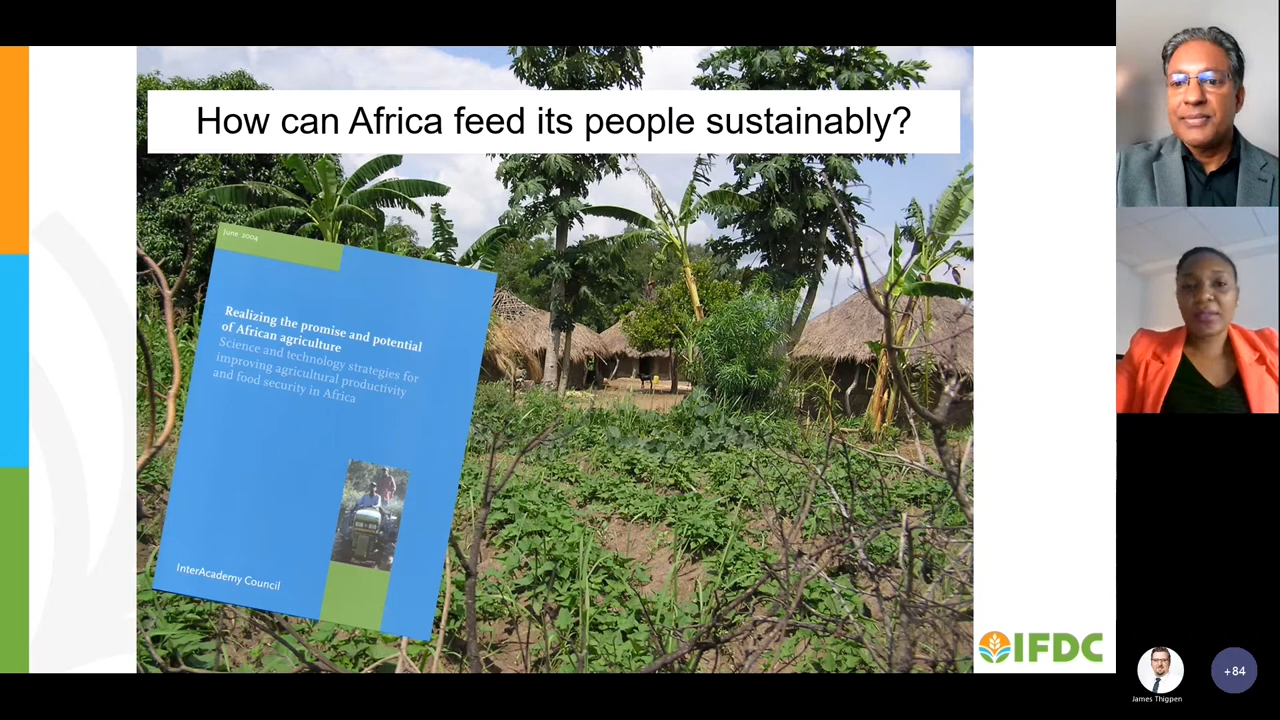 How can Africa feed its people sustainably?
June 2004
Realizing the promise and potential
of African agriculture
Science and technology strategies for
improving agricultural productivity
and food security in Africa
InterAcademy Council
IFDC
James Thigpen
+84